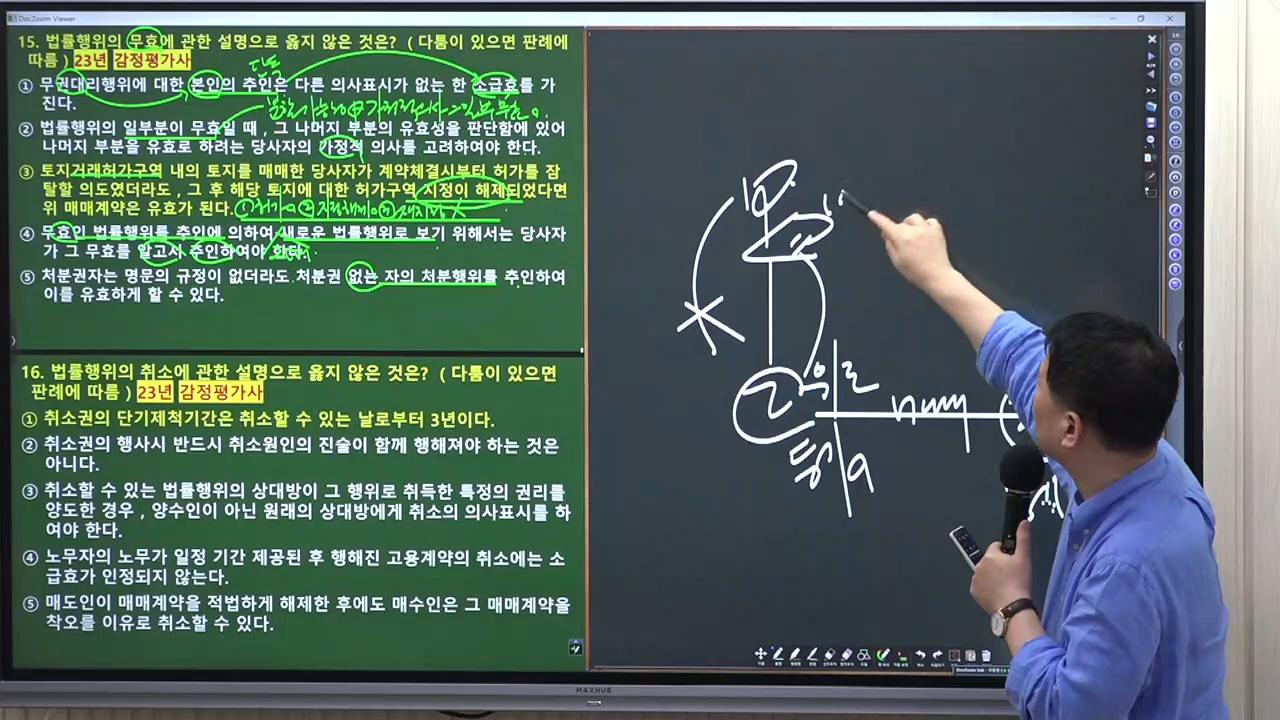 DocZoom Viewer
15. 법률행위의 무효에 관한 설명으로 옳지 않은 것은? ( 다툼이 있으면 판례에
따름 ) 23년 감정평가사
단독
① 무권대리행위에 대한 본인의 추인은 다른 의사표시가 없는 한 소급효를 가
진다.
② 법률행위의 일부분이 무효일 때 , 그 나머지 부분의 유효성을 판단함에 있어
나머지 부분을 유효로 하려는 당사자의 가정적 의사를 고려하여야 한다.
③ 토지거래허가구역 내의 토지를 매매한 당사자가 계약체결시부터 허가를 잠
탈할 의도였더라도 , 그 후 해당 토지에 대한 허가구역 지정이 해제되었다면
위 매매계약은 유효가 된다.
④ 무효인 법률행위를 추인에 의하여 새로운 법률행위로 보기 위해서는 당사자
가 그 무효를 알고서 추인하여야 한다.
⑤ 처분권자는 명문의 규정이 없더라도 처분권 없는 자의 처분행위를 추인하여
이를 유효하게 할 수 있다.
16. 법률행위의 취소에 관한 설명으로 옳지 않은 것은? ( 다툼이 있으면
판례에 따름 ) 23년 감정평가사
① 취소권의 단기제척기간은 취소할 수 있는 날로부터 3년이다.
② 취소권의 행사시 반드시 취소원인의 진술이 함께 행해져야 하는 것은
아니다.
③ 취소할 수 있는 법률행위의 상대방이 그 행위로 취득한 특정의 권리를
양도한 경우 , 양수인이 아닌 원래의 상대방에게 취소의 의사표시를 하
여야 한다.
④ 노무자의 노무가 일정 기간 제공된 후 행해진 고용계약의 취소에는 소
급효가 인정되지 않는다.
⑤ 매도인이 매매계약을 적법하게 해제한 후에도 매수인은 그 매매계약을
착오를 이유로 취소할 수 있다.
MAXHUB